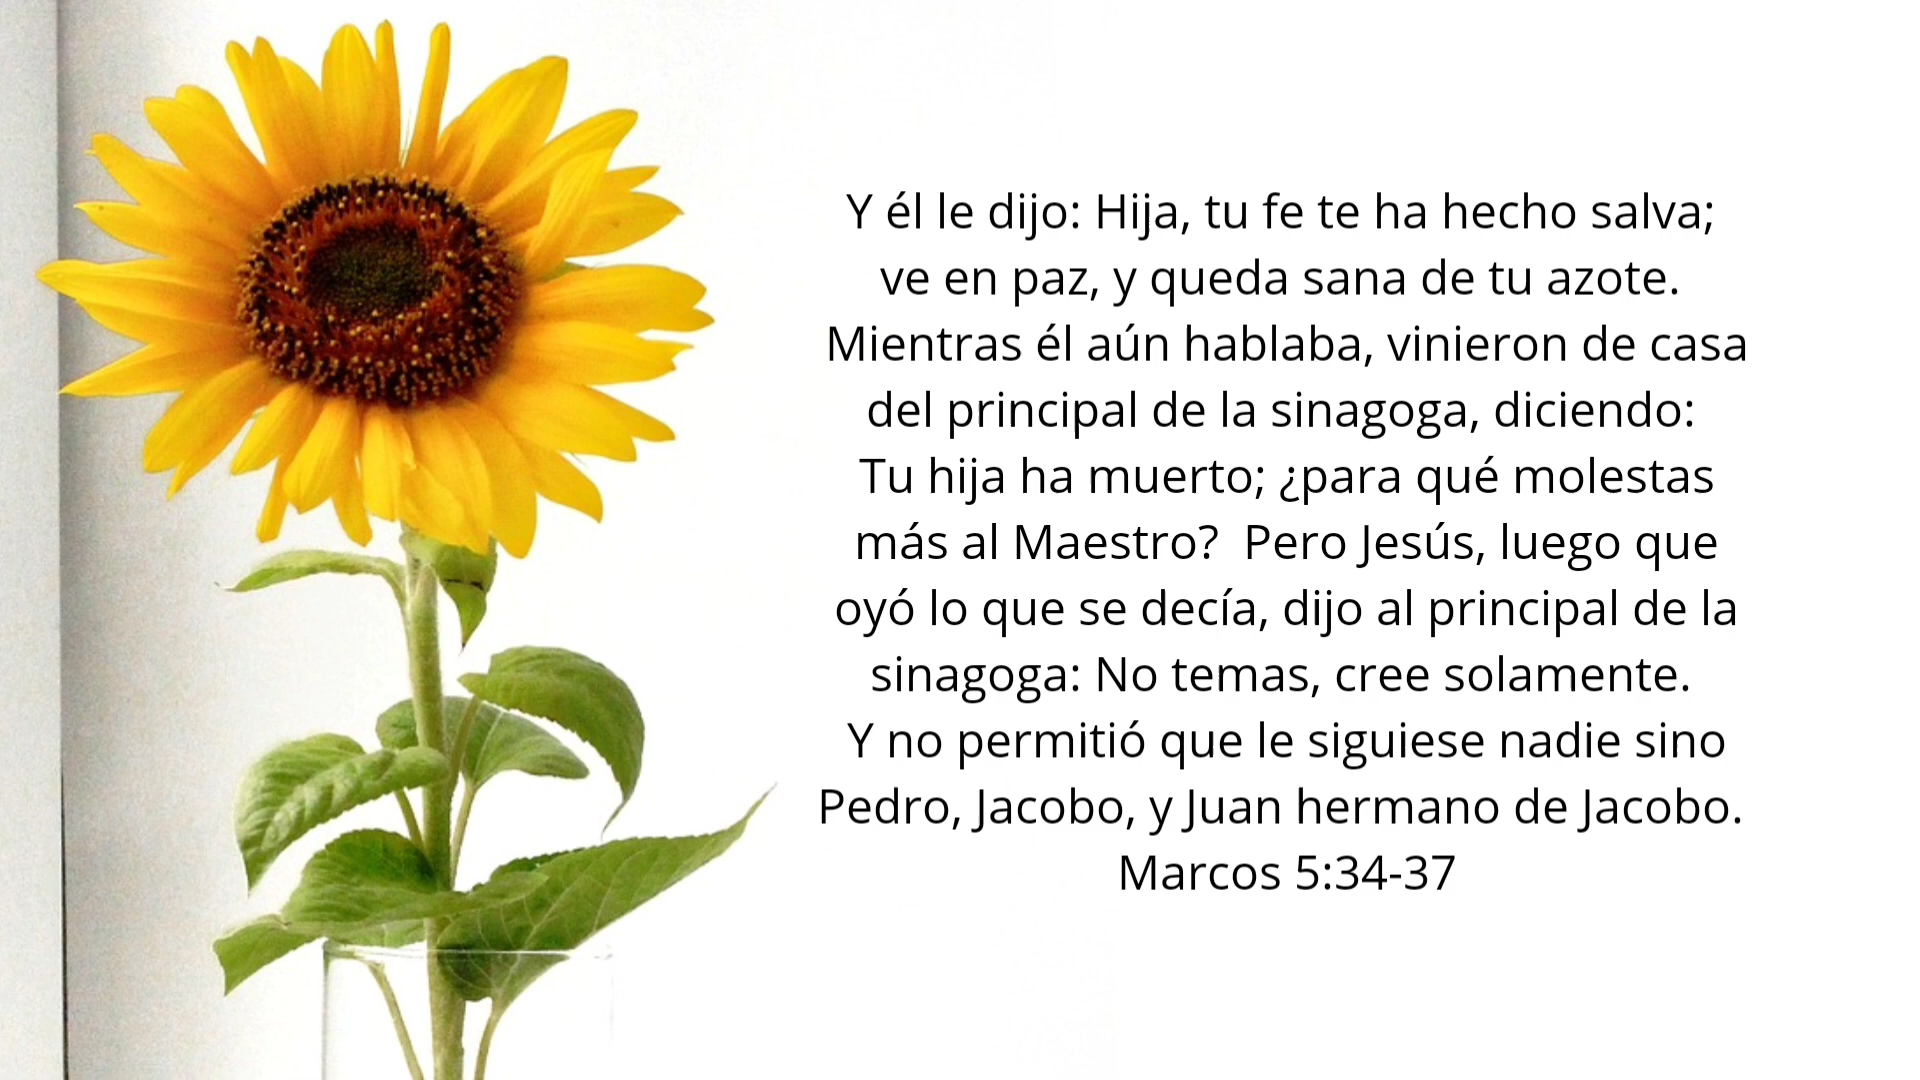 Y él le dijo: Hija, tu fe te ha hecho salva;
ve en paz, y queda sana de tu azote.
Mientras él aún hablaba, vinieron de casa
del principal de la sinagoga, diciendo:
Tu hija ha muerto; ¿para qué molestas
más al Maestro?  Pero Jesús, luego que
oyó lo que se decía, dijo al principal de la
sinagoga: No temas, cree solamente.
Y no permitió que le siguiese nadie sino
Pedro, Jacobo, y Juan hermano de Jacobo.
Marcos 5:34-37